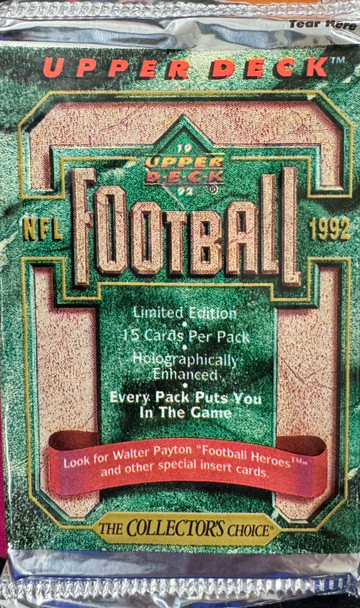 Tear Here
UPPER DECK™
19
UPPER
DECK®
92
NFL FOOTBALL 1992
Limited Edition
•
15 Cards Per Pack
•
Holographically
Enhanced
•
Every Pack Puts You
In The Game
Look for Walter Payton "Football Heroes"™
and other special insert cards.
THE COLLECTOR'S CHOICE®